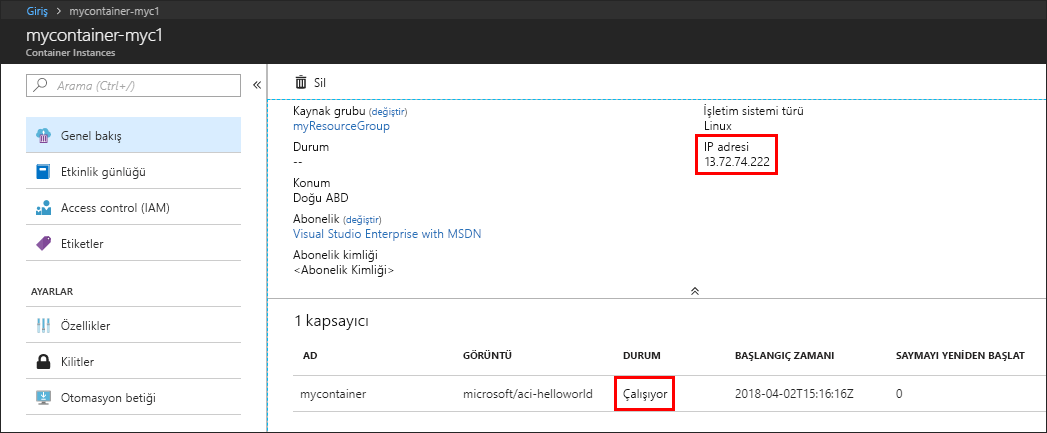 Giriş > mycontainer-myc1
mycontainer-myc1
Container Instances
Arama (Ctrl+/)
Genel bakış
Etkinlik günlüğü
Access control (IAM)
Etiketler
AYARLAR
Özellikler
Kilitler
Otomasyon betiği
Sil
Kaynak grubu (değiştir)
myResourceGroup
Durum
--
Konum
Doğu ABD
Abonelik (değiştir)
Visual Studio Enterprise with MSDN
Abonelik kimliği
<Abonelik Kimliği>
İşletim sistemi türü
Linux
IP adresi
13.72.74.222
1 kapsayıcı
AD GÖRÜNTÜ DURUM BAŞLANGIÇ ZAMANI SAYMAYI YENİDEN BAŞLAT
mycontainer microsoft/aci-helloworld Çalışıyor 2018-04-02T15:16:16Z 0